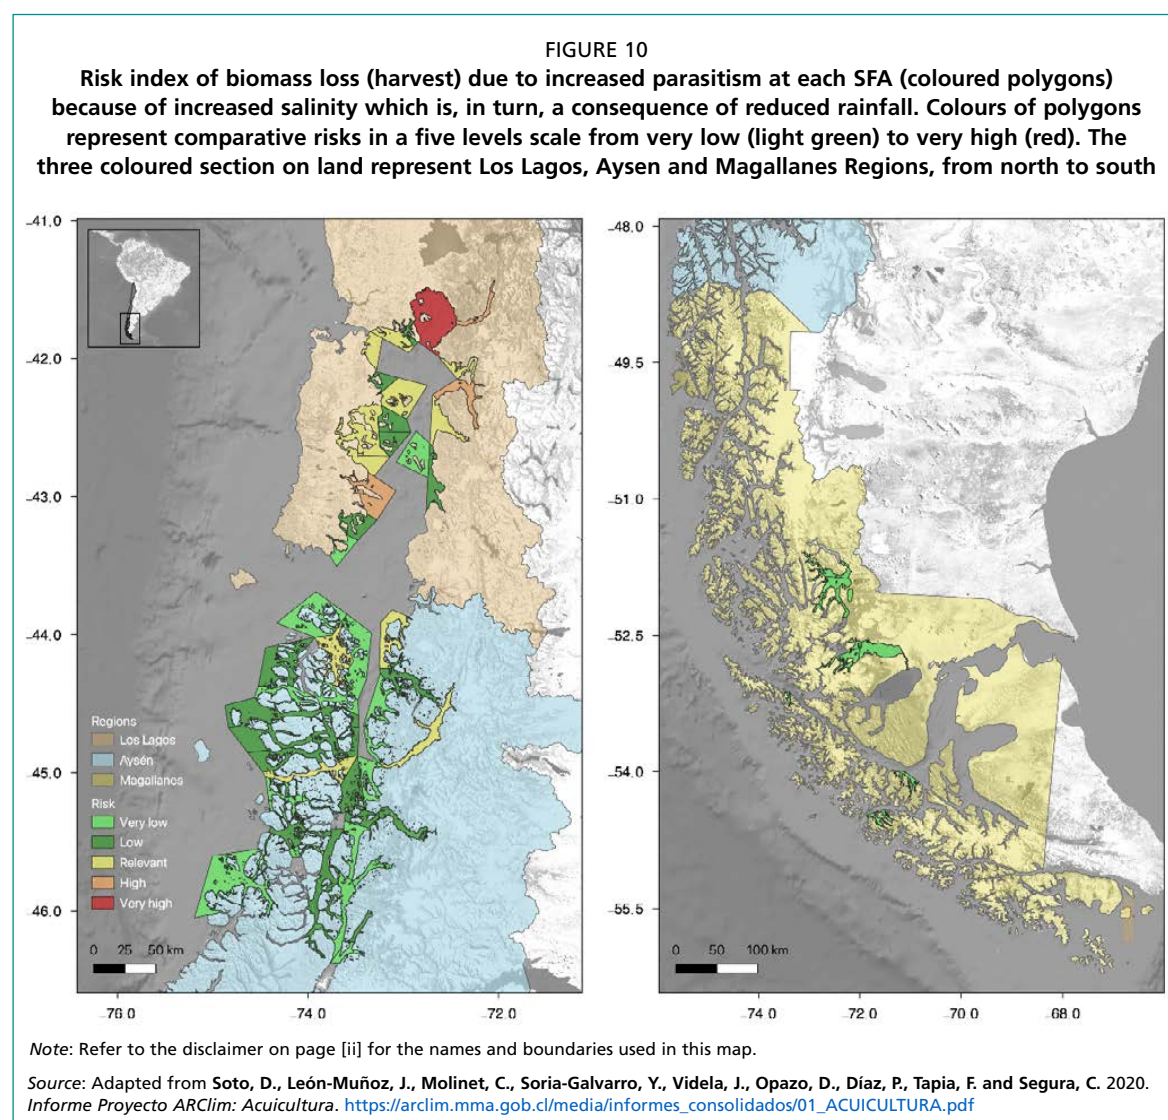 FIGURE 10
Risk index of biomass loss (harvest) due to increased parasitism at each SFA (coloured polygons)
because of increased salinity which is, in turn, a consequence of reduced rainfall. Colours of polygons
represent comparative risks in a five levels scale from very low (light green) to very high (red). The
three coloured section on land represent Los Lagos, Aysen and Magallanes Regions, from north to south
-41.0
-42.0
-43.0
-44.0
-45.0
-46.0
Regions
Los Lagos
Aysén
Magallanes
Risk
Very low
Low
Relevant
High
Very high
0 25 50 km
-76.0 -74.0 -72.0
-48.0
-49.5
-51.0
-52.5
-54.0
-55.5
0 50 100 km
-74.0 -72.0 -70.0 -68.0
Note: Refer to the disclaimer on page [ii] for the names and boundaries used in this map.
Source: Adapted from Soto, D., León-Muñoz, J., Molinet, C., Soria-Galvarro, Y., Videla, J., Opazo, D., Díaz, P., Tapia, F. and Segura, C. 2020.
Informe Proyecto ARClim: Acuicultura. https://arclim.mma.gob.cl/media/informes_consolidados/01_ACUICULTURA.pdf